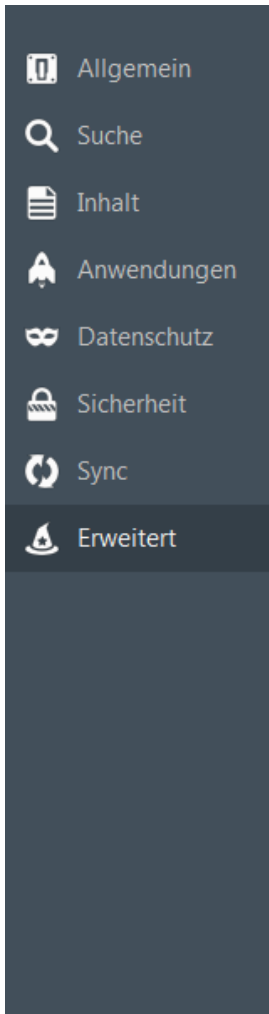 Allgemein
Suche
Inhalt
Anwendungen
Datenschutz
Sicherheit
Sync
Erweitert